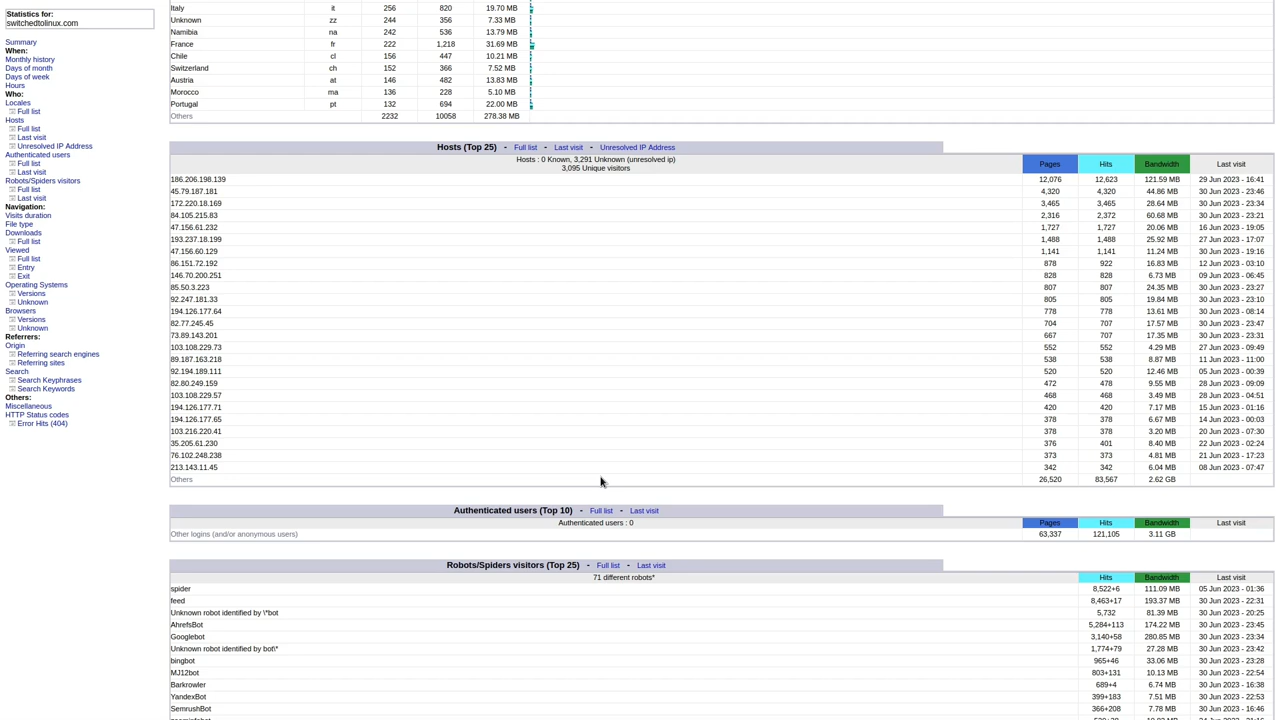 Statistics for:
switchedtolinux.com
Summary
When:
Monthly history
Days of month
Days of week
Hours
Who:
Locales
Full list
Hosts
Full list
Last visit
Unresolved IP Address
Authenticated users
Full list
Last visit
Robots/Spiders visitors
Full list
Last visit
Navigation:
Visits duration
File type
Downloads
Full list
Viewed
Full list
Entry
Exit
Operating Systems
Versions
Unknown
Browsers
Versions
Unknown
Referrers:
Origin
Referring search engines
Referring sites
Search
Search Keyphrases
Search Keywords
Others:
Miscellaneous
HTTP Status codes
Error Hits (404)
Italy it 256 820 19.70 MB
Unknown zz 244 356 7.33 MB
Namibia na 242 536 13.79 MB
France fr 222 1,218 31.69 MB
Chile cl 156 447 10.21 MB
Switzerland ch 152 366 7.52 MB
Austria at 146 482 13.83 MB
Morocco ma 136 228 5.10 MB
Portugal pt 132 694 22.00 MB
Others 2232 10058 278.38 MB
Hosts (Top 25) - Full list - Last visit - Unresolved IP Address
Hosts : 0 Known, 3,291 Unknown (unresolved ip)
3,095 Unique visitors
Pages Hits Bandwidth Last visit
186.206.198.139 12,076 12,623 121.59 MB 29 Jun 2023 - 16:41
45.79.187.181 4,320 4,320 44.86 MB 30 Jun 2023 - 23:46
172.220.18.169 3,465 3,465 28.64 MB 30 Jun 2023 - 23:34
84.105.215.83 2,316 2,372 60.68 MB 30 Jun 2023 - 23:21
47.156.61.232 1,727 1,727 20.06 MB 16 Jun 2023 - 19:05
193.237.18.199 1,488 1,488 25.92 MB 27 Jun 2023 - 17:07
47.156.60.129 1,141 1,141 11.24 MB 30 Jun 2023 - 19:16
86.151.72.192 878 922 16.83 MB 12 Jun 2023 - 03:10
146.70.200.251 828 828 6.73 MB 09 Jun 2023 - 06:45
85.50.3.223 807 807 24.35 MB 30 Jun 2023 - 23:27
92.247.181.33 805 805 19.84 MB 30 Jun 2023 - 23:10
194.126.177.64 778 778 13.61 MB 30 Jun 2023 - 08:14
82.77.245.45 704 707 17.57 MB 30 Jun 2023 - 23:47
73.89.143.201 667 707 17.35 MB 30 Jun 2023 - 23:31
103.108.229.73 552 552 4.29 MB 27 Jun 2023 - 09:49
89.187.163.218 538 538 8.87 MB 11 Jun 2023 - 11:00
92.194.189.111 520 520 12.46 MB 05 Jun 2023 - 00:39
82.80.249.159 472 478 9.55 MB 28 Jun 2023 - 09:09
103.108.229.57 468 468 3.49 MB 28 Jun 2023 - 04:51
194.126.177.71 420 420 7.17 MB 15 Jun 2023 - 01:16
194.126.177.65 378 378 6.67 MB 14 Jun 2023 - 00:03
103.216.220.41 378 378 3.20 MB 20 Jun 2023 - 07:30
35.205.61.230 376 401 8.40 MB 22 Jun 2023 - 02:24
76.102.248.238 373 373 4.81 MB 21 Jun 2023 - 17:23
213.143.11.45 342 342 6.04 MB 08 Jun 2023 - 07:47
Others 26,520 83,567 2.62 GB
Authenticated users (Top 10) - Full list - Last visit
Authenticated users : 0 Pages Hits Bandwidth Last visit
Other logins (and/or anonymous users) 63,337 121,105 3.11 GB
Robots/Spiders visitors (Top 25) - Full list - Last visit
71 different robots* Hits Bandwidth Last visit
spider 8,522+6 111.09 MB 05 Jun 2023 - 01:36
feed 8,463+17 193.37 MB 30 Jun 2023 - 22:31
Unknown robot identified by \*bot 5,732 81.39 MB 30 Jun 2023 - 20:25
AhrefsBot 5,284+113 174.22 MB 30 Jun 2023 - 23:45
Googlebot 3,140+58 280.85 MB 30 Jun 2023 - 23:34
Unknown robot identified by bot\* 1,774+79 27.28 MB 30 Jun 2023 - 23:42
bingbot 965+46 33.06 MB 30 Jun 2023 - 23:28
MJ12bot 803+131 10.13 MB 30 Jun 2023 - 22:54
Barkrowler 689+4 6.74 MB 30 Jun 2023 - 16:38
YandexBot 399+183 7.51 MB 30 Jun 2023 - 22:53
SemrushBot 366+208 7.78 MB 30 Jun 2023 - 16:46